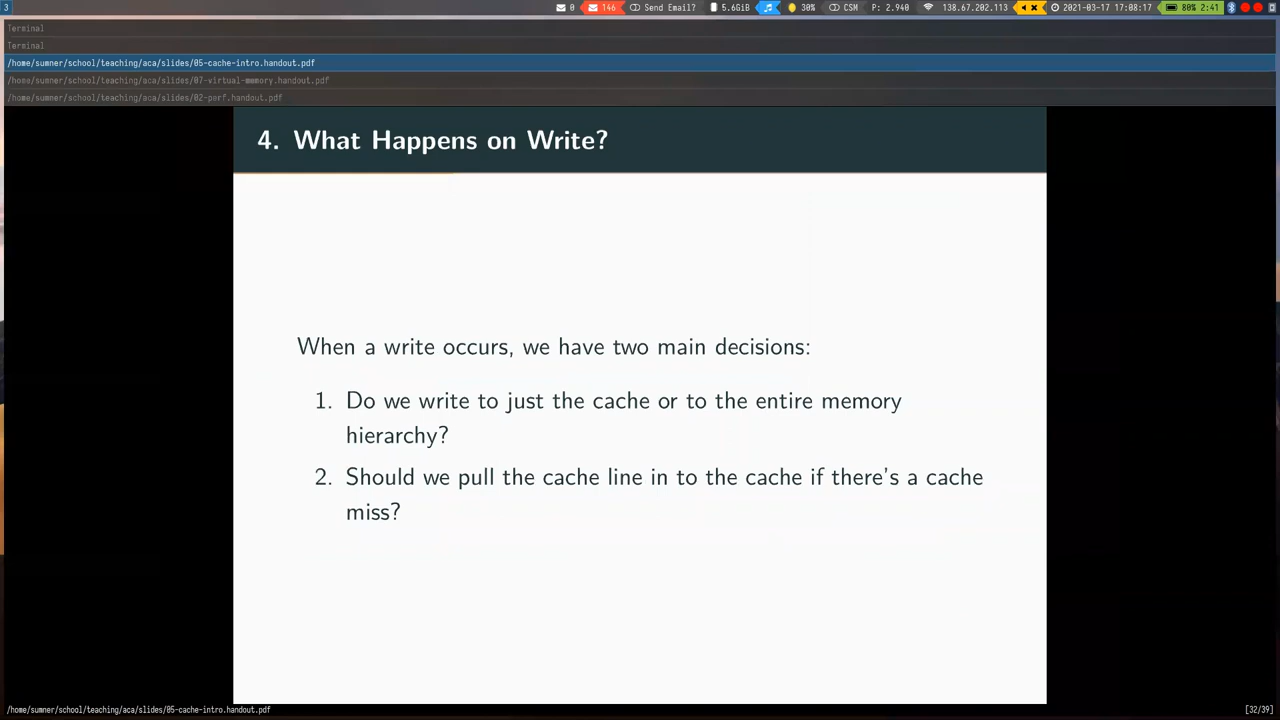 3 0 146 Send Email? 5.6GiB 30% CSM P: 2.940 138.67.202.113 2021-03-17 17:08:17 80% 2:41
Terminal
Terminal
/home/sumner/school/teaching/aca/slides/05-cache-intro.handout.pdf
/home/sumner/school/teaching/aca/slides/07-virtual-memory.handout.pdf
/home/sumner/school/teaching/aca/slides/02-perf.handout.pdf
4. What Happens on Write?
When a write occurs, we have two main decisions:
1. Do we write to just the cache or to the entire memory
hierarchy?
2. Should we pull the cache line in to the cache if there's a cache
miss?
/home/sumner/school/teaching/aca/slides/05-cache-intro.handout.pdf [32/39]